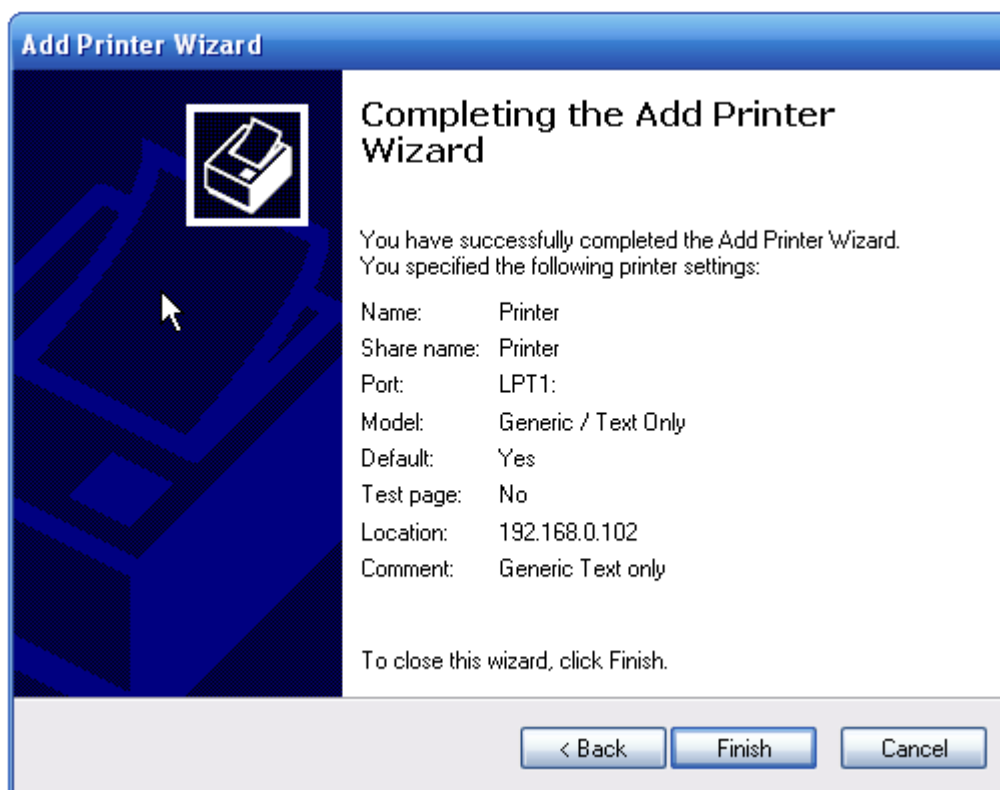 Add Printer Wizard
Completing the Add Printer
Wizard
You have successfully completed the Add Printer Wizard.
You specified the following printer settings:
Name: Printer
Share name: Printer
Port: LPT1:
Model: Generic / Text Only
Default: Yes
Test page: No
Location: 192.168.0.102
Comment: Generic Text only
To close this wizard, click Finish.
< Back Finish Cancel